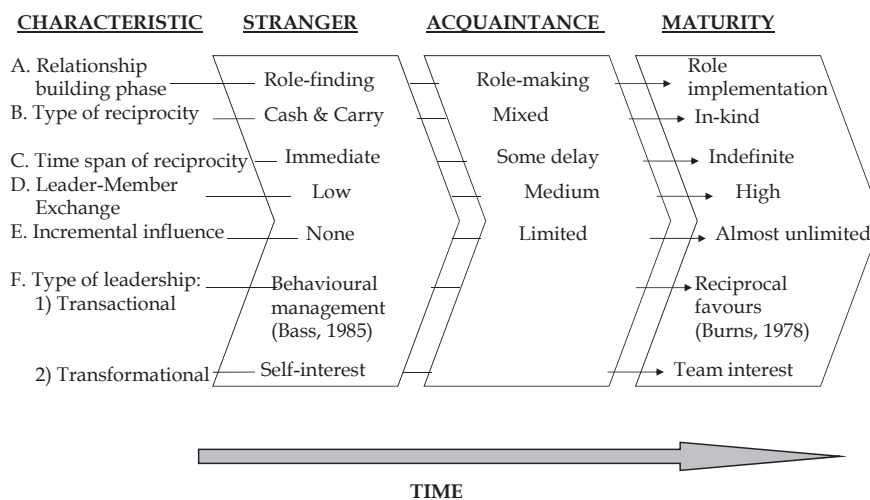 CHARACTERISTIC STRANGER ACQUAINTANCE MATURITY
A. Relationship
building phase Role-finding Role-making Role
implementation
B. Type of reciprocity Cash & Carry Mixed In-kind
C. Time span of reciprocity Immediate Some delay Indefinite
D. Leader-Member
Exchange Low Medium High
E. Incremental influence None Limited Almost unlimited
F. Type of leadership:
1) Transactional
Behavioural
management
(Bass, 1985)
Reciprocal
favours
(Burns, 1978)
2) Transformational Self-interest Team interest
TIME